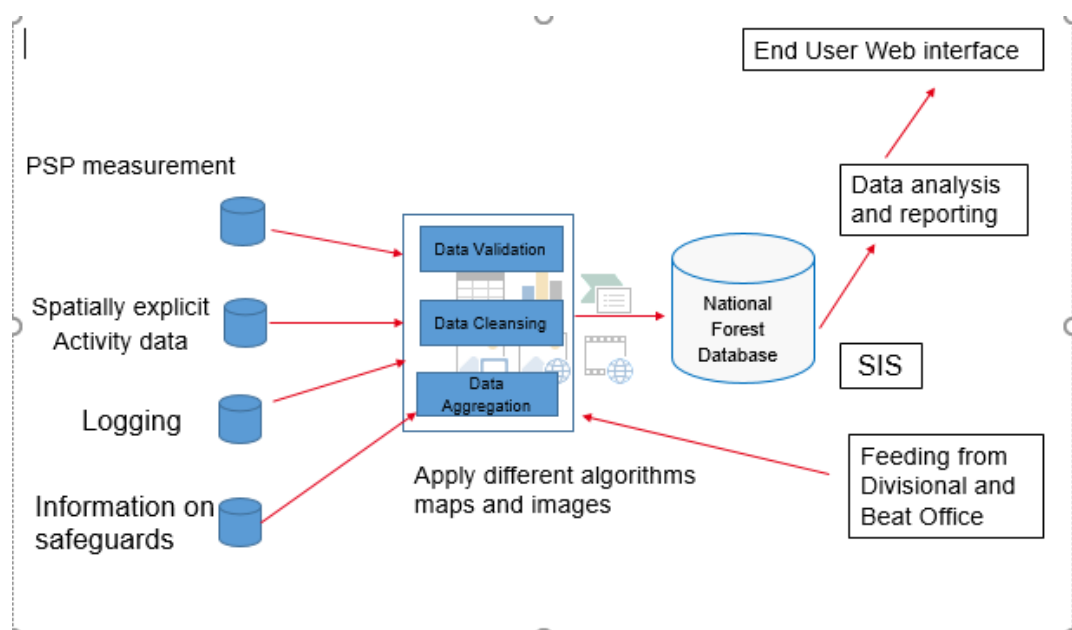 End User Web interface
PSP measurement
Data analysis
and reporting
Data Validation
Spatially explicit
Activity data
Data Cleansing
National
Forest
Database
SIS
Data
Aggregation
Logging
Feeding from
Divisional and
Beat Office
Apply different algorithms
maps and images
Information on
safeguards